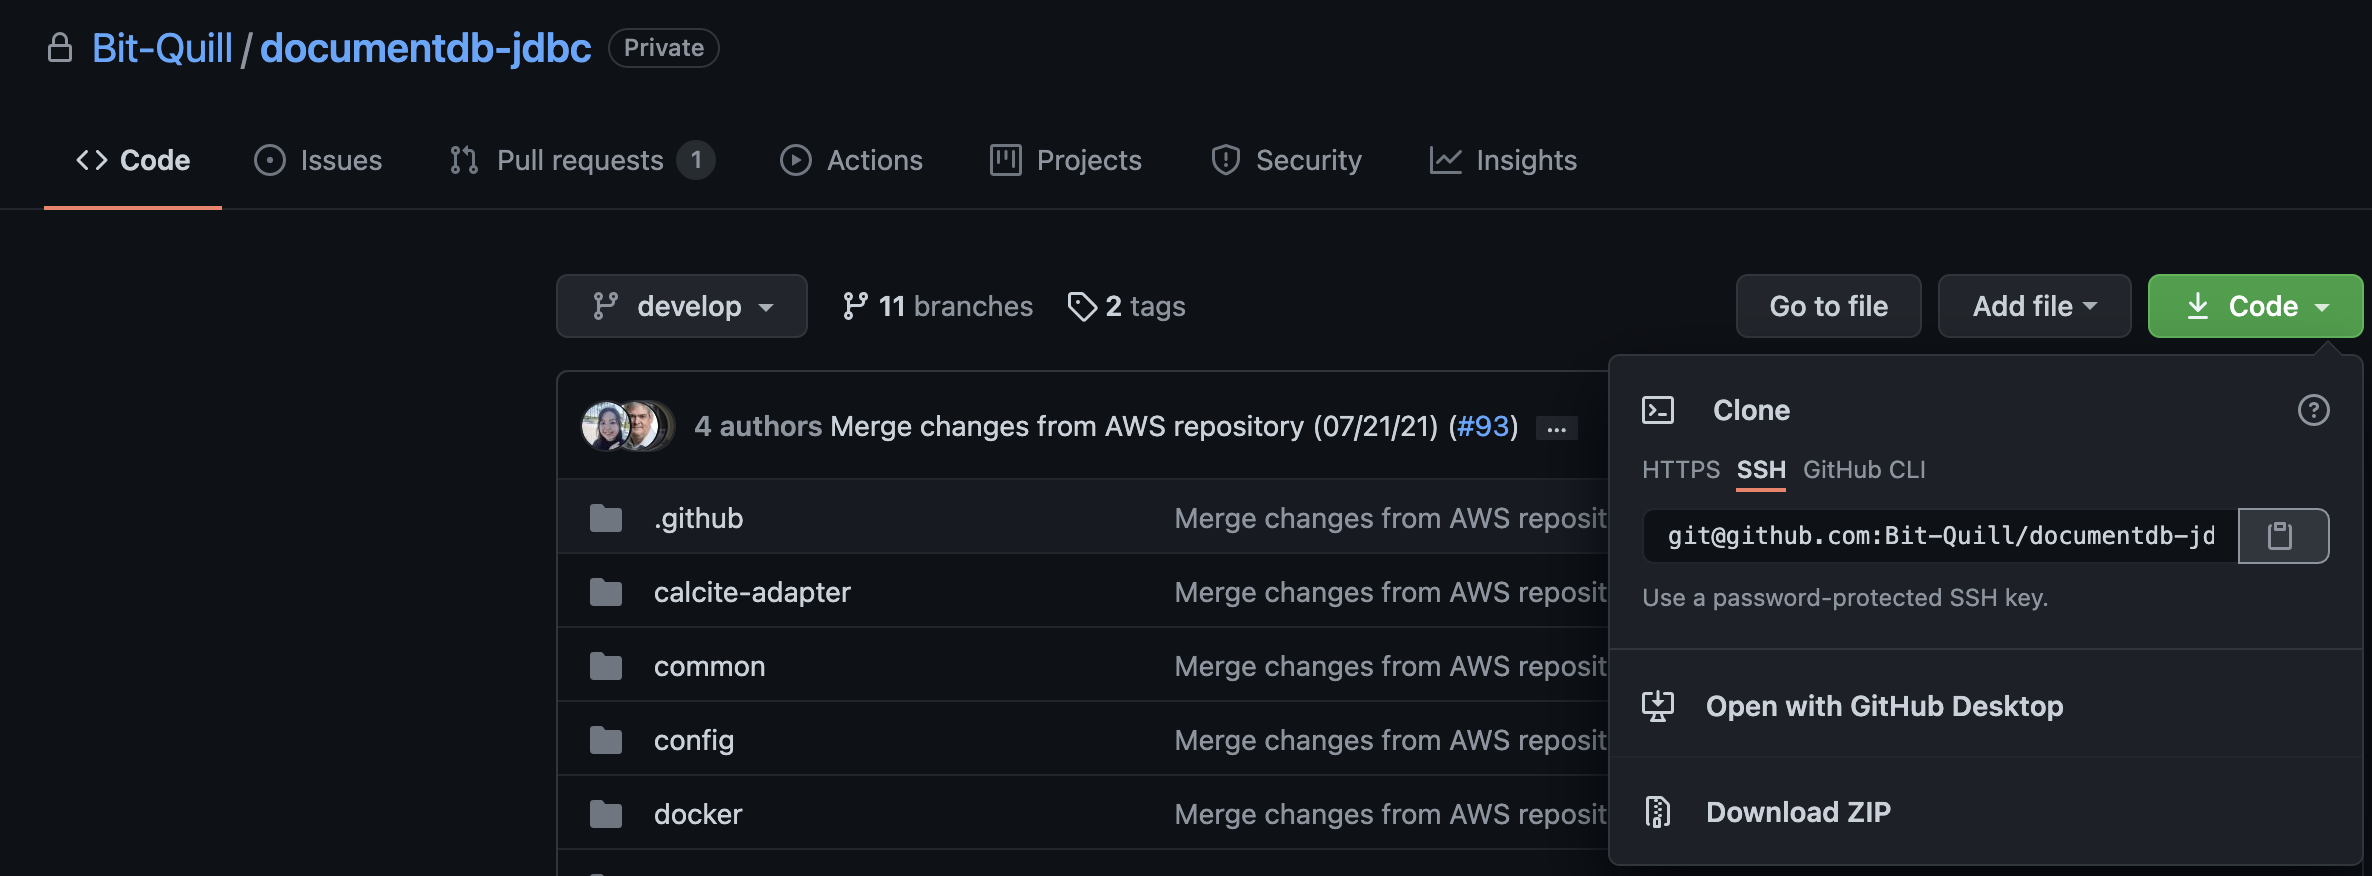 Bit-Quill / documentdb-jdbc Private
Code Issues Pull requests 1 Actions Projects Security Insights
develop 11 branches 2 tags Go to file Add file Code
4 authors Merge changes from AWS repository (07/21/21) (#93) ...
.github Merge changes from AWS reposit
calcite-adapter Merge changes from AWS reposit
common Merge changes from AWS reposit
config Merge changes from AWS reposit
docker Merge changes from AWS reposit
Clone
HTTPS SSH GitHub CLI
git@github.com:Bit-Quill/documentdb-jd
Use a password-protected SSH key.
Open with GitHub Desktop
Download ZIP